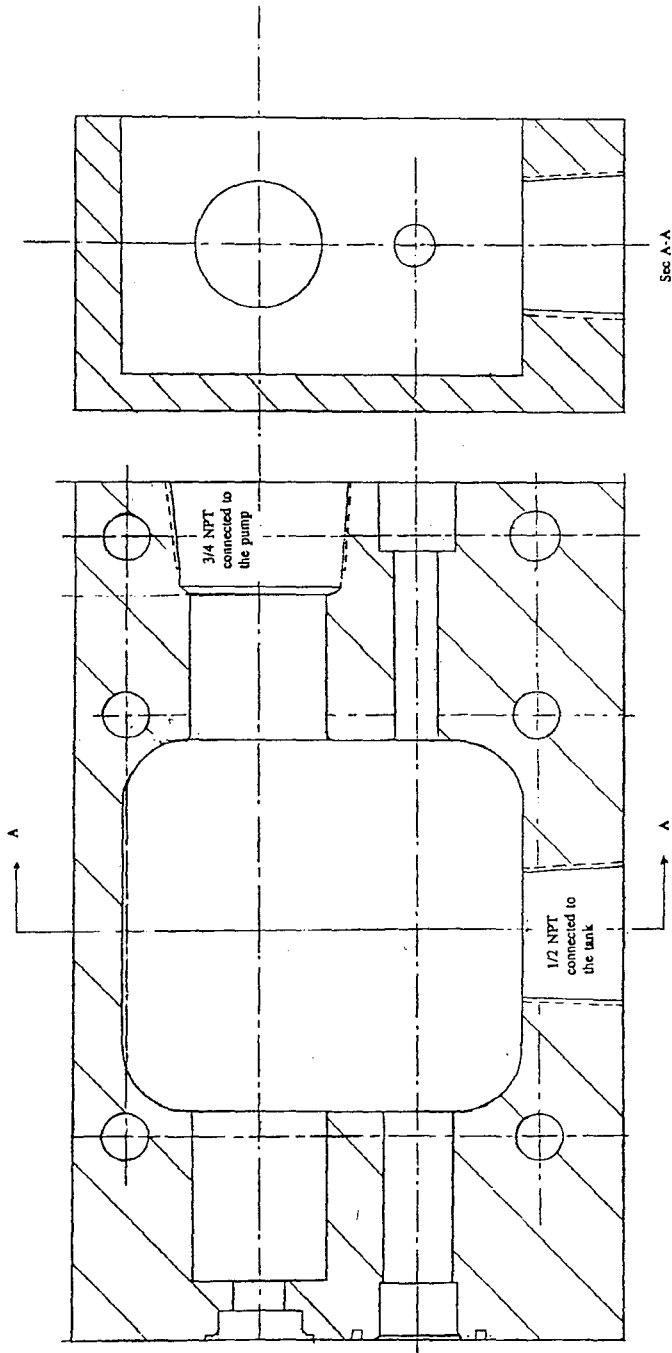 Sec A-A
3/4 NPT
connected to
the pump
A
A
1/2 NPT
connected to
the tank